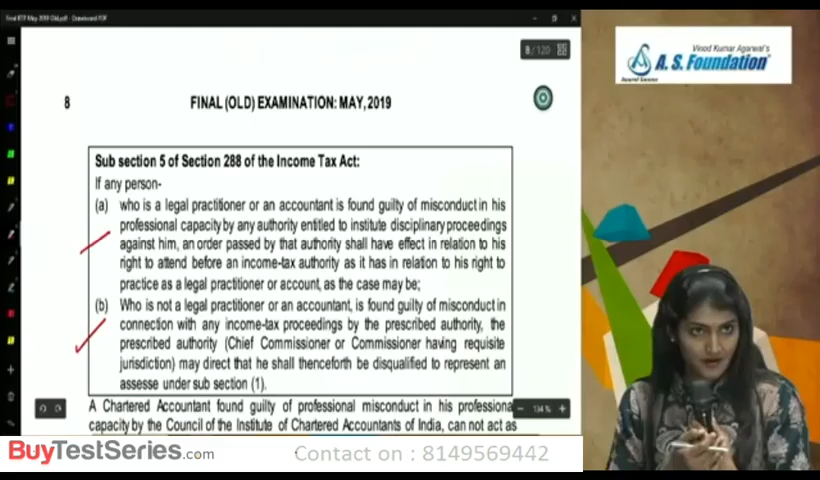 Final RTP May-2019 Old.pdf - Drawboard PDF
8/120
Vinod Kumar Agarwal's
A. S. Foundation
8
FINAL (OLD) EXAMINATION: MAY, 2019
Sub section 5 of Section 288 of the Income Tax Act:
If any person-
(a) who is a legal practitioner or an accountant is found guilty of misconduct in his
professional capacity by any authority entitled to institute disciplinary proceedings
against him, an order passed by that authority shall have effect in relation to his
right to attend before an income-tax authority as it has in relation to his right to
practice as a legal practitioner or account, as the case may be;
(b) Who is not a legal practitioner or an accountant, is found guilty of misconduct in
connection with any income-tax proceedings by the prescribed authority, the
prescribed authority (Chief Commissioner or Commissioner having requisite
jurisdiction) may direct that he shall thenceforth be disqualified to represent an
assesse under sub section (1).
A Chartered Accountant found guilty of professional misconduct in his professional
capacity by the Council of the Institute of Chartered Accountants of India, can not act as
134 %
BuyTestSeries.com
Contact on : 8149569442